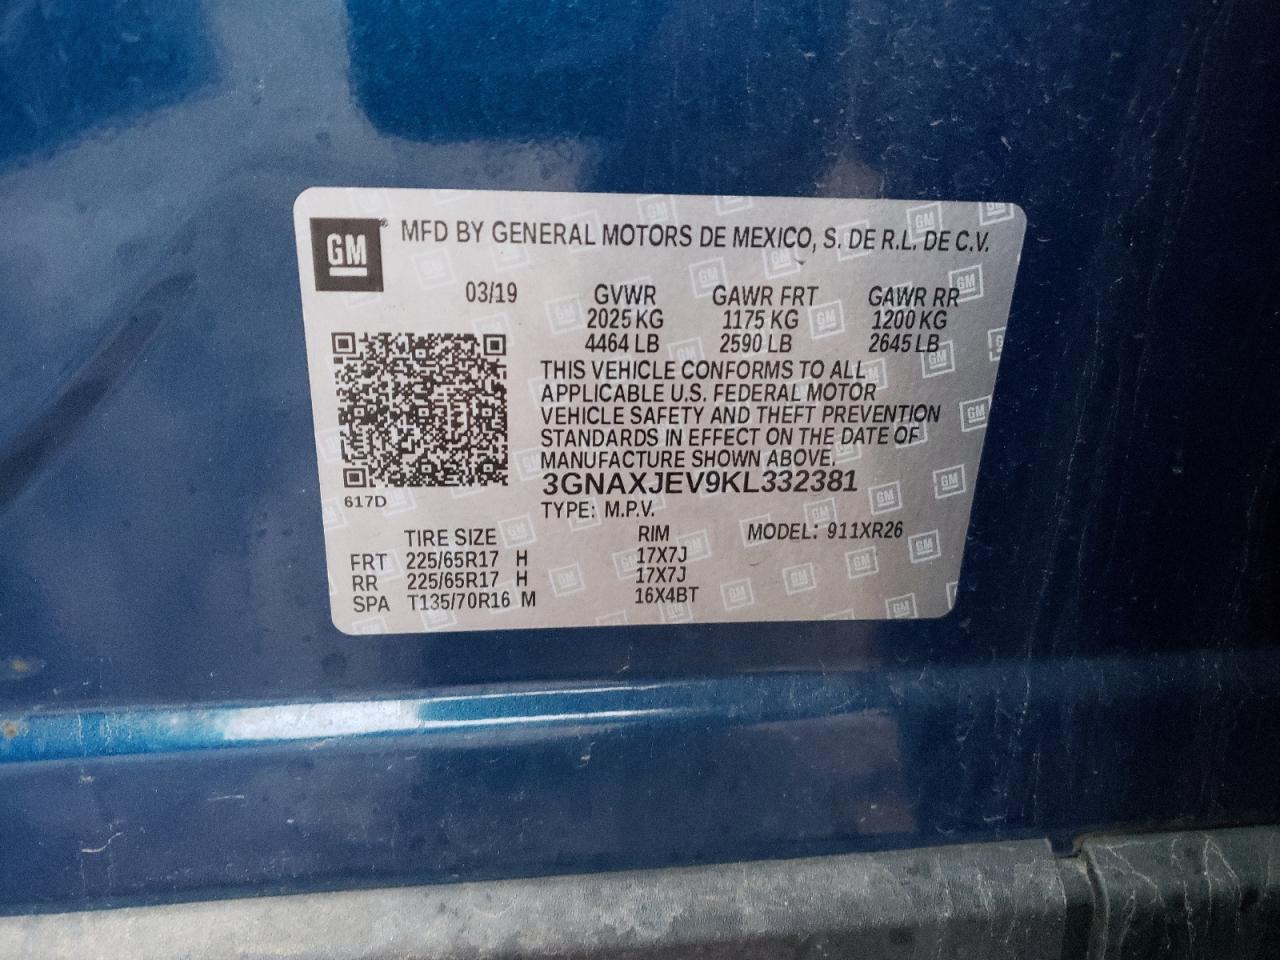 GM
MFD BY GENERAL MOTORS DE MEXICO, S. DE R.L. DE C.V.
03/19 GVWR GAWR FRT GAWR RR
2025 KG 1175 KG 1200 KG
4464 LB 2590 LB 2645 LB
THIS VEHICLE CONFORMS TO ALL
APPLICABLE U.S. FEDERAL MOTOR
VEHICLE SAFETY AND THEFT PREVENTION
STANDARDS IN EFFECT ON THE DATE OF
MANUFACTURE SHOWN ABOVE.
3GNAXJEV9KL332381
617D
TYPE: M.P.V.
TIRE SIZE RIM MODEL: 911XR26
FRT 225/65R17 H 17X7J
RR 225/65R17 H 17X7J
SPA T135/70R16 M 16X4BT